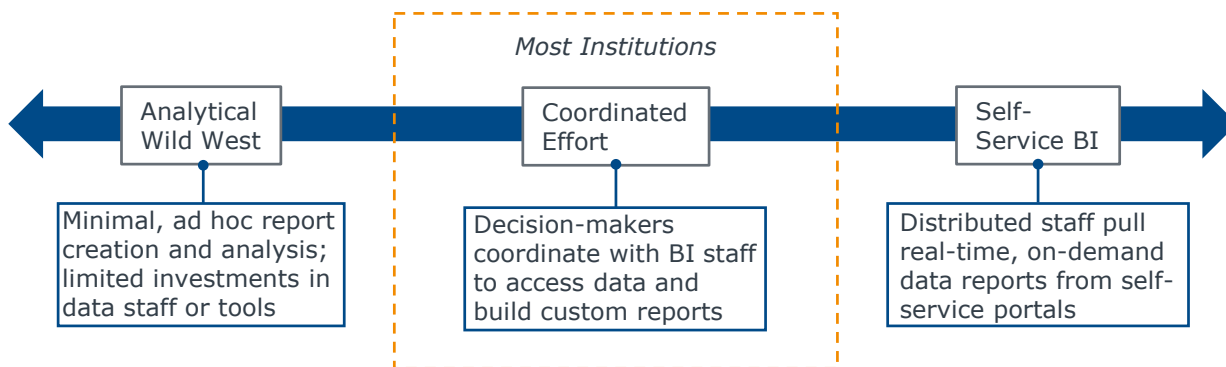 Most Institutions
Analytical
Wild West
Coordinated
Effort
Self-
Service BI
Minimal, ad hoc report
creation and analysis;
limited investments in
data staff or tools
Decision-makers
coordinate with BI staff
to access data and
build custom reports
Distributed staff pull
real-time, on-demand
data reports from self-
service portals